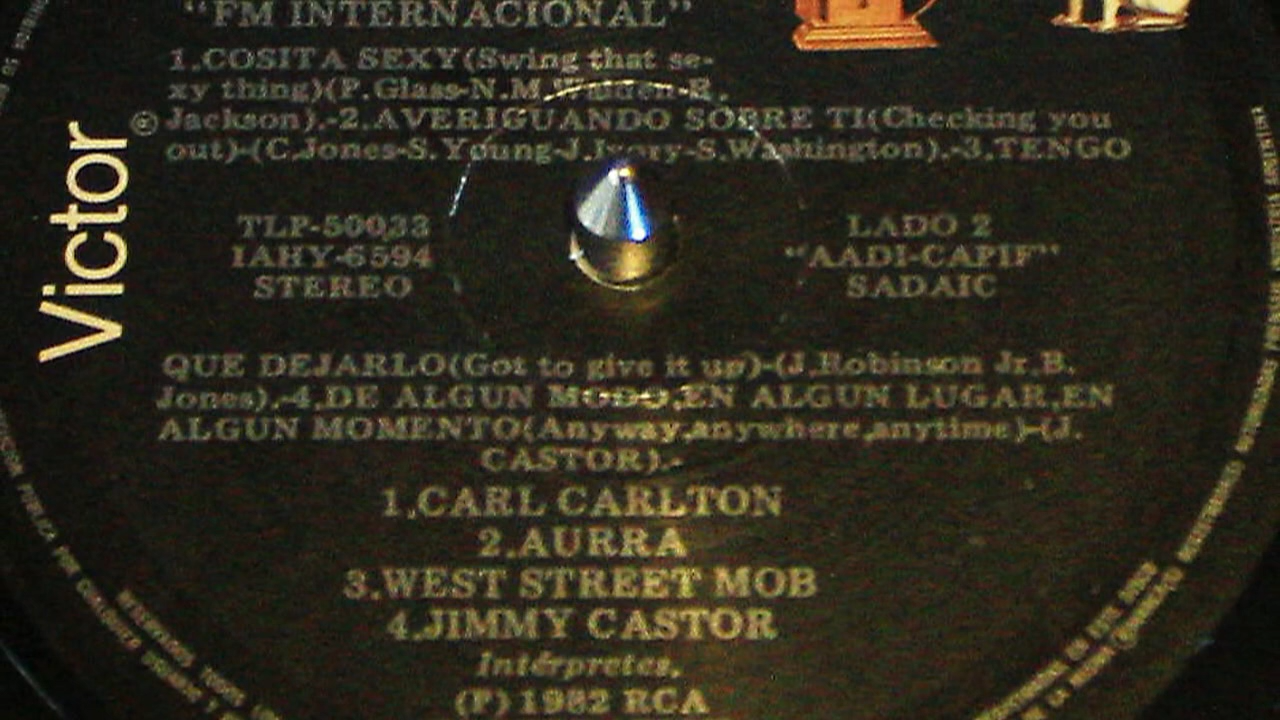 "FM INTERNACIONAL"
1.COSITA SEXY(Swing that se-
xy thing)(P.Glass-N.M.Walden-R.
Jackson).-2.AVERIGUANDO SOBRE TI(Checking you
out)-(C.Jones-S.Young-J.Ivory-S.Washington).-3.TENGO
Victor
TLP-50033
IAHY-6594
STEREO
LADO 2
"AADI-CAPIF"
SADAIC
QUE DEJARLO(Got to give it up)-(J.Robinson Jr.B.
Jones).-4.DE ALGUN MODO,EN ALGUN LUGAR,EN
ALGUN MOMENTO(Anyway,anywhere,anytime)-(J.
CASTOR).-
1.CARL CARLTON
2.AURRA
3.WEST STREET MOB
4.JIMMY CASTOR
Intérpretes.
(P) 1982 RCA